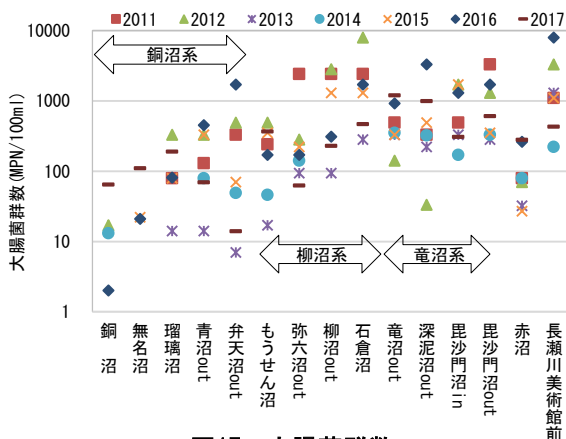 2011 2012 2013 2014 2015 2016 2017
大腸菌群数(MPN/100ml)
10000
1000
100
10
1
銅沼系
柳沼系
竜沼系
銅 沼
無名沼
瑠璃沼
青沼out
弁天沼out
もうせん沼
弥六沼out
柳沼out
石倉沼
竜沼out
深泥沼out
毘沙門沼in
毘沙門沼out
赤沼
長瀬川美術館前